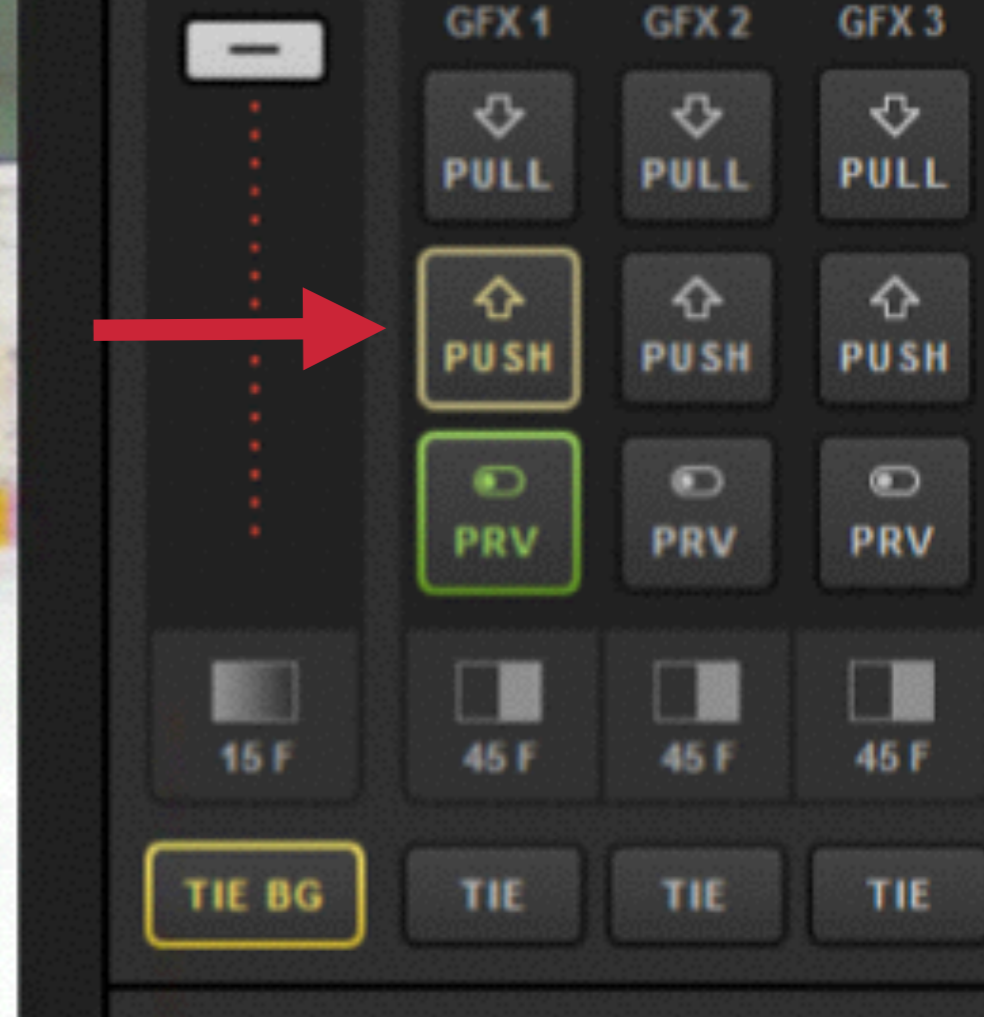 GFX 1 GFX 2 GFX 3
PULL PULL PULL
PUSH PUSH PUSH
PRV PRV PRV
15 F 45 F 45 F 45 F
TIE BG TIE TIE TIE